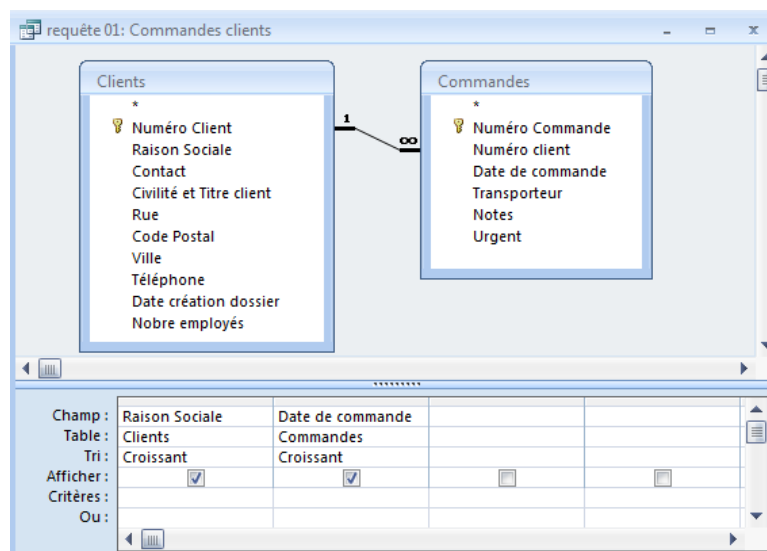 requête 01: Commandes clients
Clients
*
Numéro Client
Raison Sociale
Contact
Civilité et Titre client
Rue
Code Postal
Ville
Téléphone
Date création dossier
Nobre employés
1
∞
Commandes
*
Numéro Commande
Numéro client
Date de commande
Transporteur
Notes
Urgent
Champ : Raison Sociale Date de commande
Table : Clients Commandes
Tri : Croissant Croissant
Afficher :
Critères :
Ou :